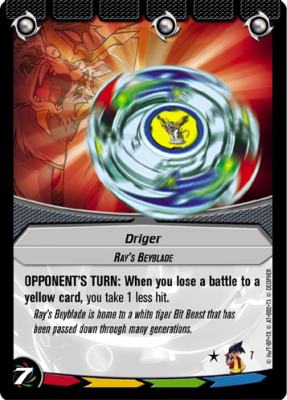 Driger
RAY'S BEYBLADE
OPPONENT'S TURN: When you lose a battle to a
yellow card, you take 1 less hit.
Ray's Beyblade is home to a white tiger Bit Beast that has
been passed down through many generations.
7
7